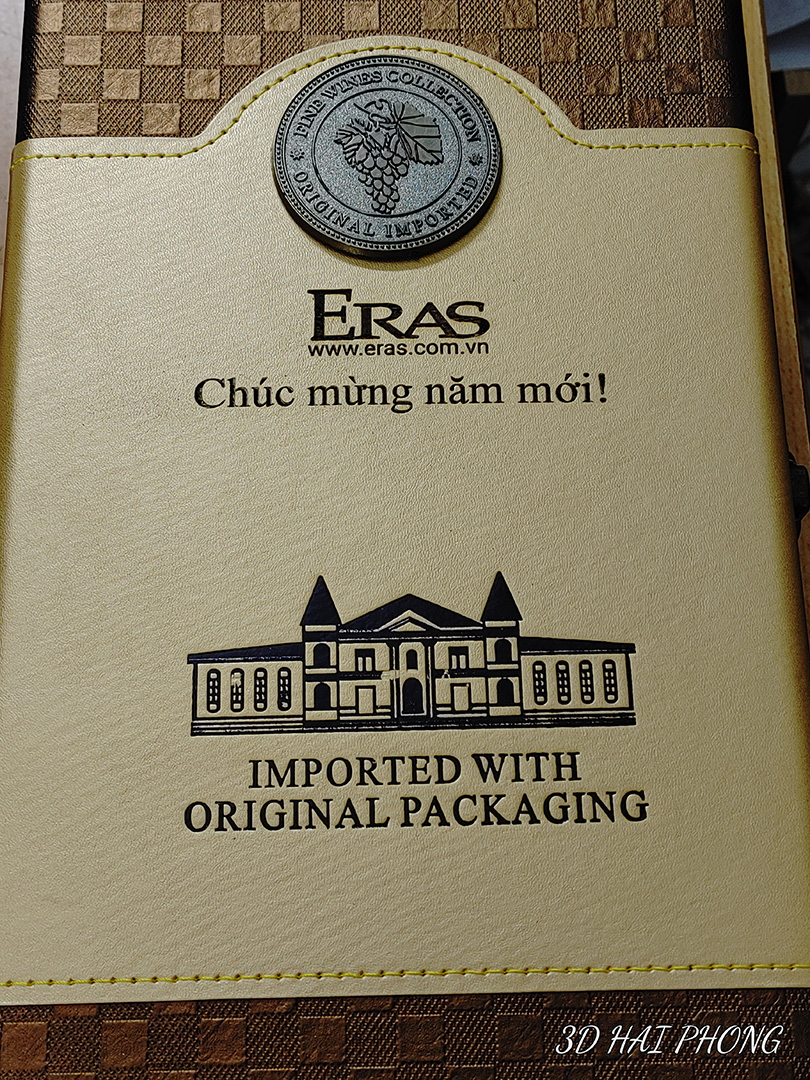 FINE WINES COLLECTION
ORIGINAL IMPORTED
ERAS
www.eras.com.vn
Chúc mừng năm mới!
IMPORTED WITH
ORIGINAL PACKAGING
3D HAI PHONG